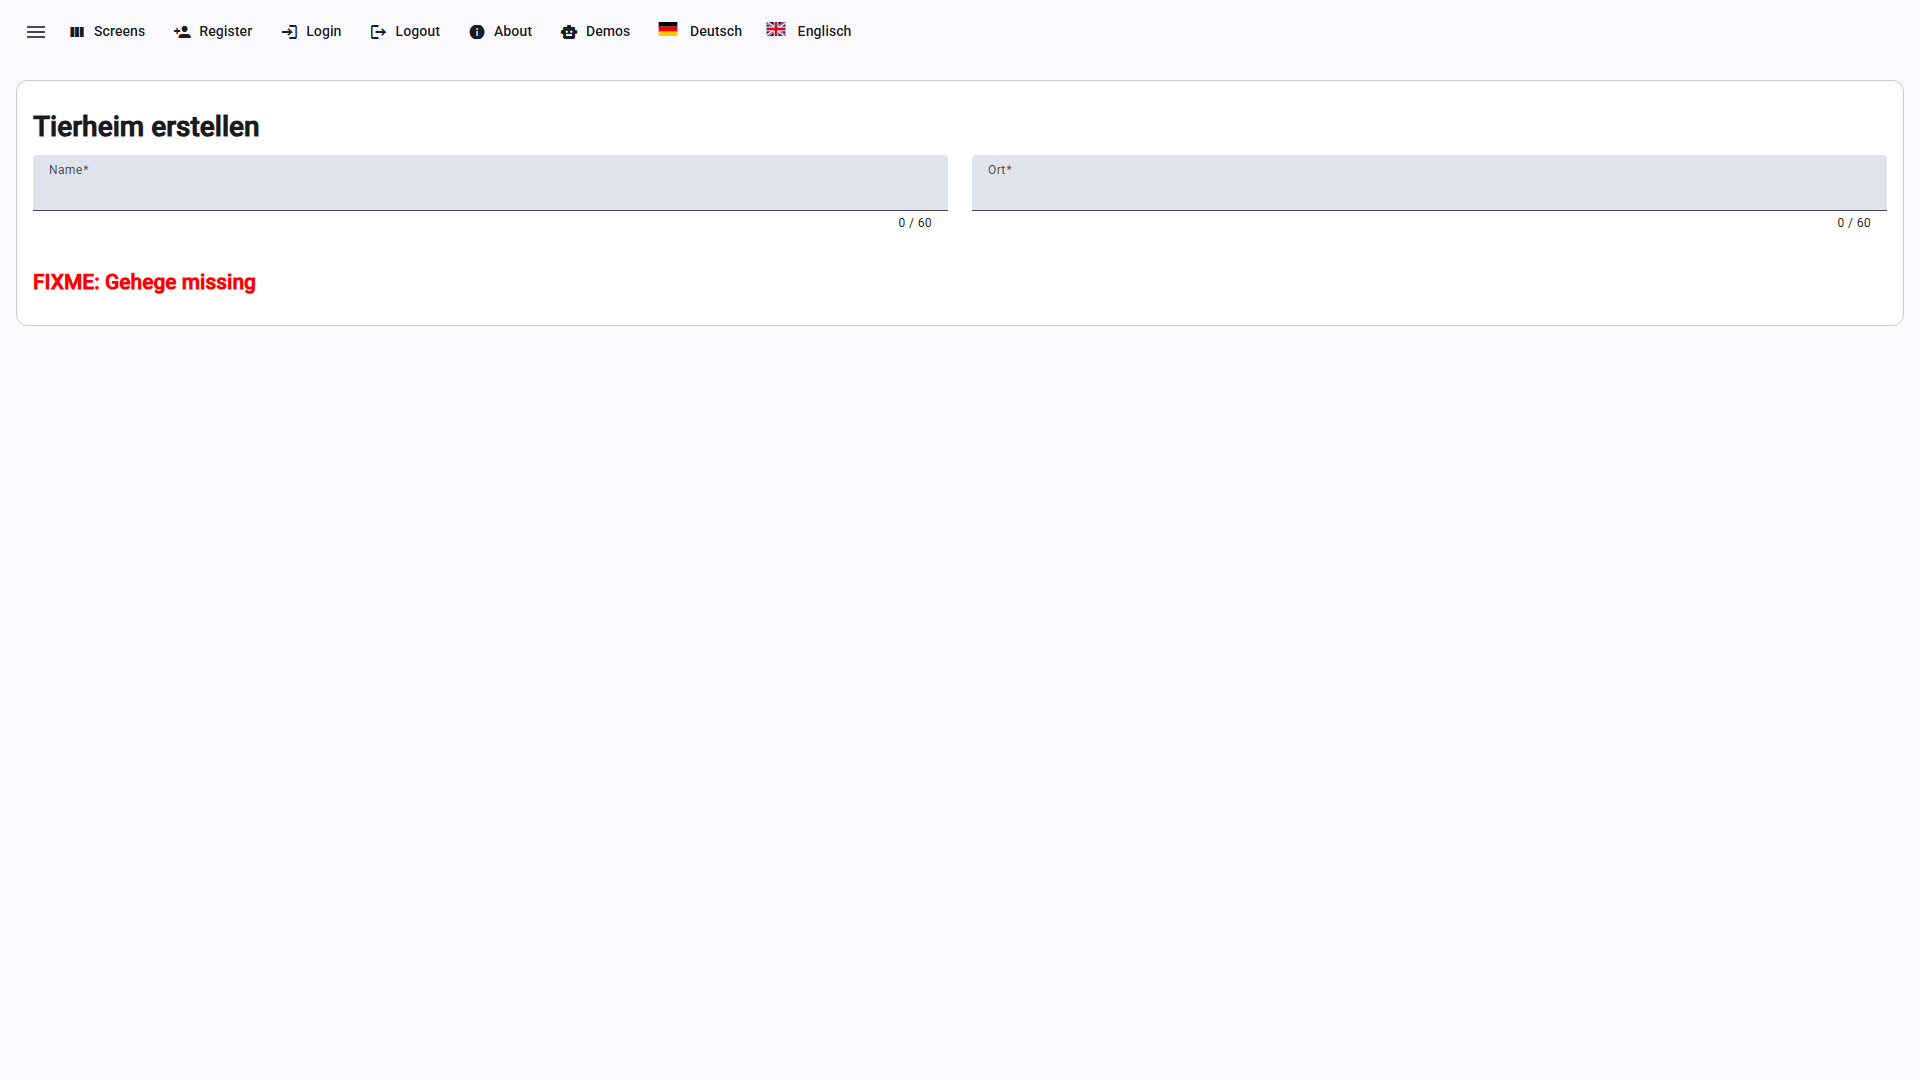 Screens Register Login Logout About Demos Deutsch Englisch
Tierheim erstellen
Name* Ort*
0 / 60 0 / 60
FIXME: Gehege missing